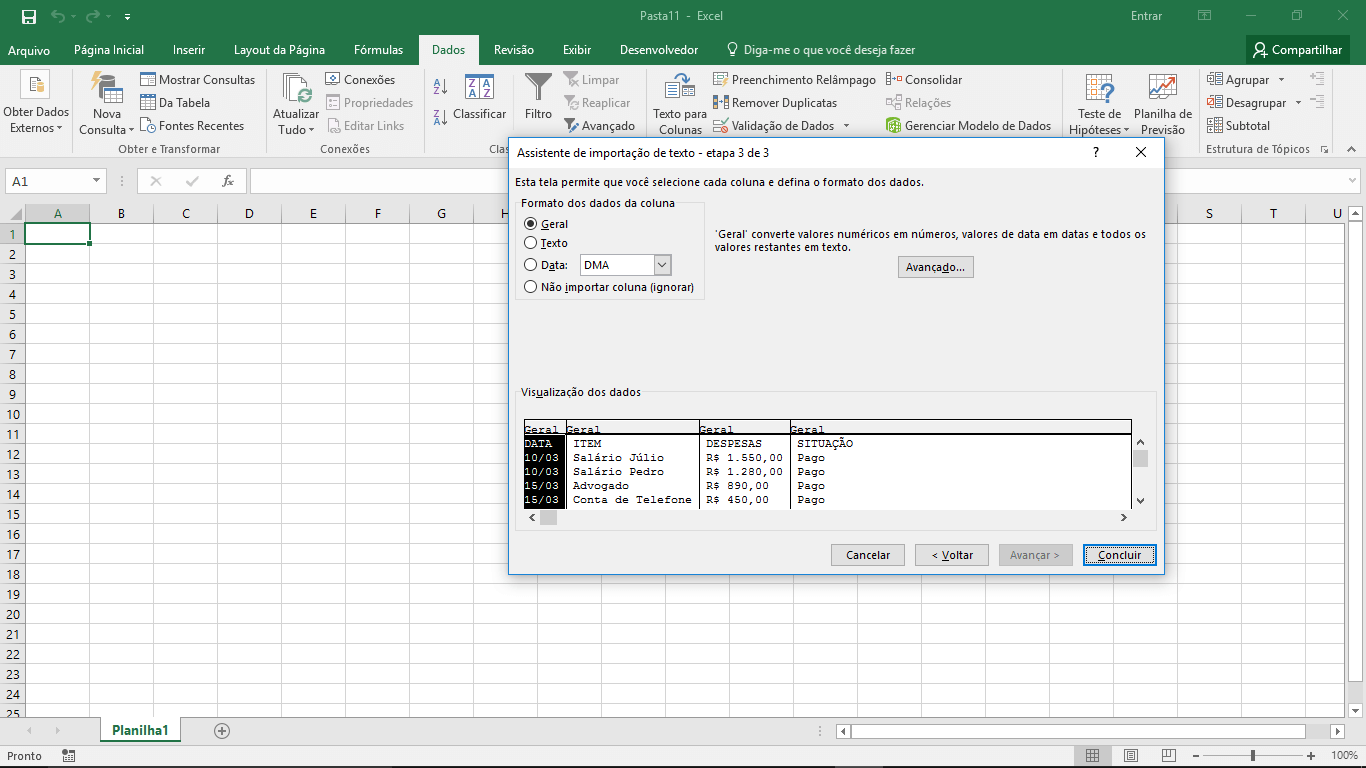 Pasta11 - Excel
Entrar
Arquivo
Página Inicial
Inserir
Layout da Página
Fórmulas
Dados
Revisão
Exibir
Desenvolvedor
Diga-me o que você deseja fazer
Compartilhar
Obter Dados
Externos
Nova
Consulta
Mostrar Consultas
Da Tabela
Fontes Recentes
Obter e Transformar
Atualizar
Tudo
Conexões
Propriedades
Editar Links
Conexões
Classificar
Filtro
Limpar
Reaplicar
Avançado
Clas
Texto para
Colunas
Preenchimento Relâmpago
Remover Duplicatas
Validação de Dados
Consolidar
Relações
Gerenciar Modelo de Dados
Teste de
Hipóteses
Planilha de
Previsão
Agrupar
Desagrupar
Subtotal
Estrutura de Tópicos
A1
fx
A B C D E F G H S T U
1
2
3
4
5
6
7
8
9
10
11
12
13
14
15
16
17
18
19
20
21
22
23
24
25
Assistente de importação de texto - etapa 3 de 3
?
Esta tela permite que você selecione cada coluna e defina o formato dos dados.
Formato dos dados da coluna
Geral
Texto
Data: DMA
Não importar coluna (ignorar)
'Geral' converte valores numéricos em números, valores de data em datas e todos os
valores restantes em texto.
Avançado...
Visualização dos dados
Geral Geral Geral Geral
DATA ITEM DESPESAS SITUAÇÃO
10/03 Salário Júlio R$ 1.550,00 Pago
10/03 Salário Pedro R$ 1.280,00 Pago
15/03 Advogado R$ 890,00 Pago
15/03 Conta de Telefone R$ 450,00 Pago
Cancelar
< Voltar
Avançar >
Concluir
Planilha1
Pronto
100%